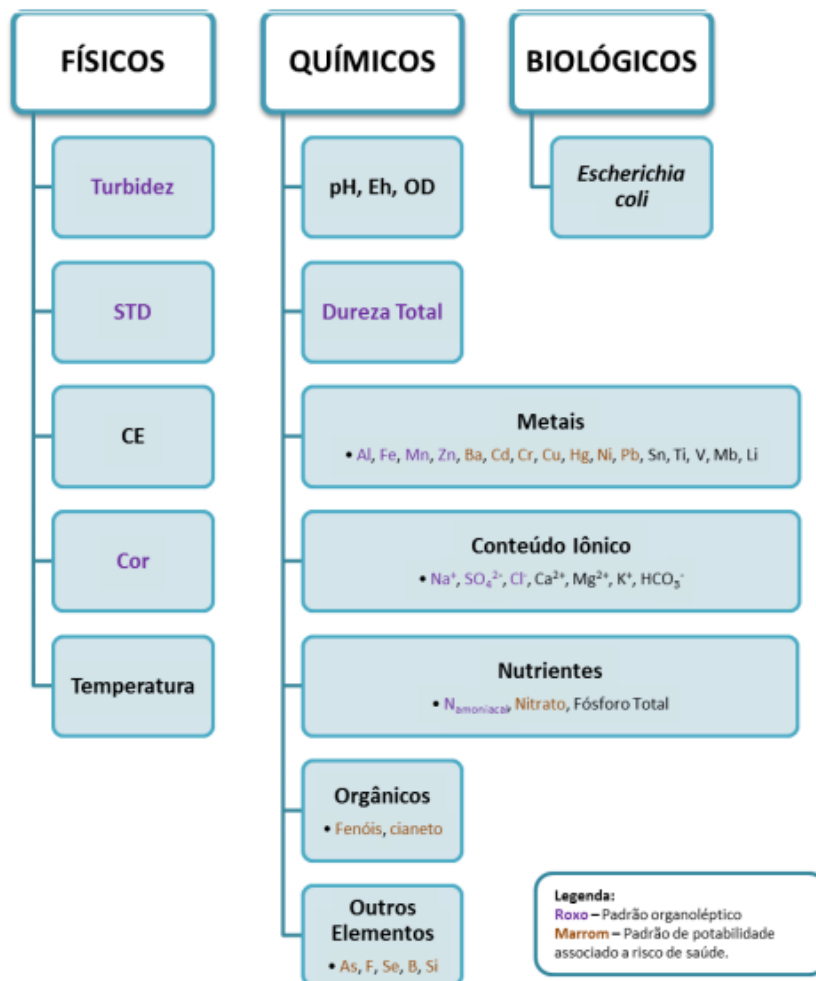 FÍSICOS
Turbidez
STD
CE
Cor
Temperatura
QUÍMICOS
pH, Eh, OD
Dureza Total
Metais
• Al, Fe, Mn, Zn, Ba, Cd, Cr, Cu, Hg, Ni, Pb, Sn, Ti, V, Mb, Li
Conteúdo Iônico
• Na⁺, SO₄²⁻, Cl⁻, Ca²⁺, Mg²⁺, K⁺, HCO₃⁻
Nutrientes
• Namoniacal, Nitrato, Fósforo Total
Orgânicos
• Fenóis, cianeto
Outros
Elementos
• As, F, Se, B, Si
BIOLÓGICOS
Escherichia
coli
Legenda:
Roxo – Padrão organoléptico
Marrom – Padrão de potabilidade
associado a risco de saúde.